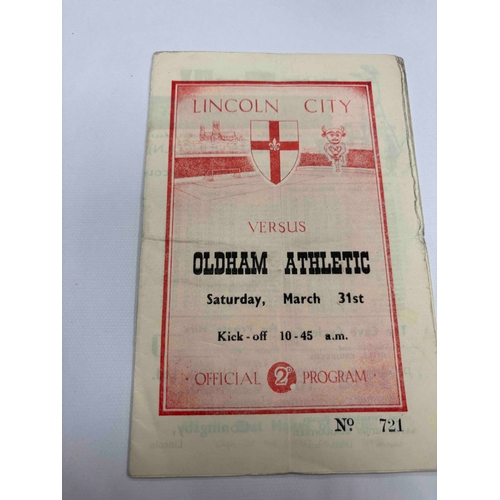 LINCOLN CITY
VERSUS
OLDHAM ATHLETIC
Saturday, March 31st
Kick-off 10-45 a.m.
· OFFICIAL 2D PROGRAM ·
Nº 721